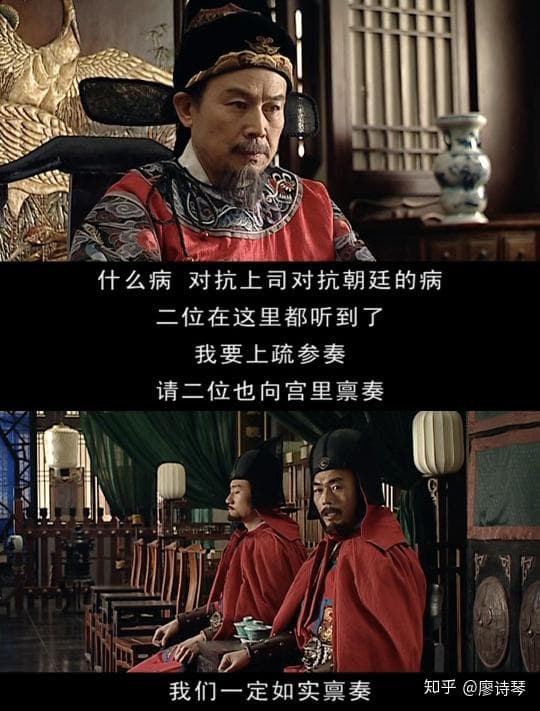 什么病 对抗上司对抗朝廷的病
二位在这里都听到了
我要上疏参奏
请二位也向宫里禀奏
我们一定如实禀奏
知乎 @廖诗琴